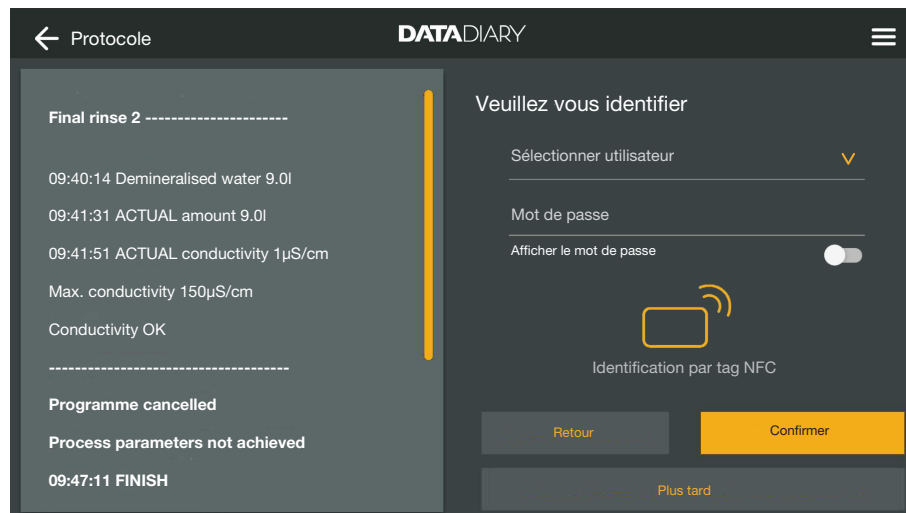 Protocole
DATADIARY
Final rinse 2 ----------------------
09:40:14 Demineralised water 9.0l
09:41:31 ACTUAL amount 9.0l
09:41:51 ACTUAL conductivity 1µS/cm
Max. conductivity 150µS/cm
Conductivity OK
-------------------------------------
Programme cancelled
Process parameters not achieved
09:47:11 FINISH
Veuillez vous identifier
Sélectionner utilisateur
Mot de passe
Afficher le mot de passe
Identification par tag NFC
Retour
Confirmer
Plus tard